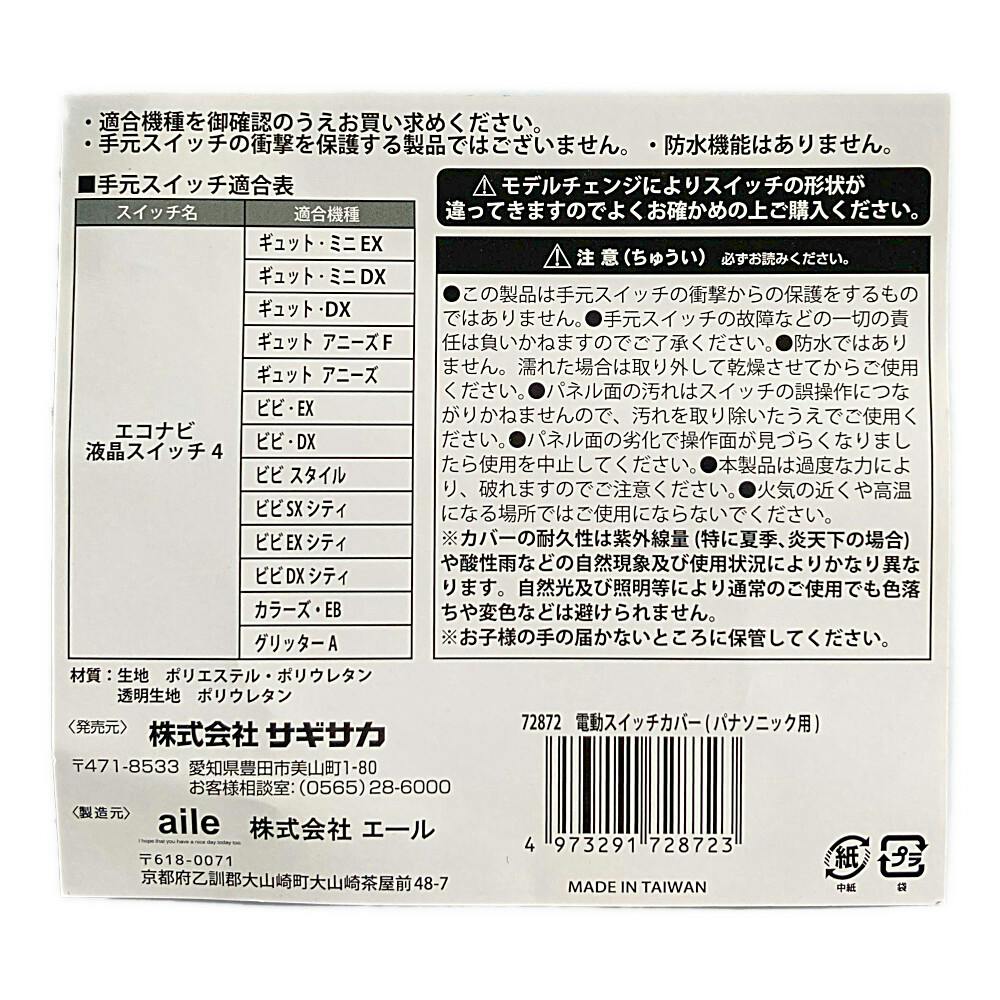 ・適合機種を御確認のうえお買い求めください。
・手元スイッチの衝撃を保護する製品ではございません。・防水機能はありません。
■手元スイッチ適合表
スイッチ名 適合機種
エコナビ
液晶スイッチ4
ギュット・ミニEX
ギュット・ミニDX
ギュット・DX
ギュット アニーズF
ギュット アニーズ
ビビ・EX
ビビ・DX
ビビ スタイル
ビビSXシティ
ビビEXシティ
ビビDXシティ
カラーズ・EB
グリッターA
⚠モデルチェンジによりスイッチの形状が
違ってきますのでよくお確かめの上ご購入ください。
⚠注意(ちゅうい) 必ずお読みください。
●この製品は手元スイッチの衝撃からの保護をするもの
ではありません。●手元スイッチの故障などの一切の責
任は負いかねますのでご了承ください。●防水ではあり
ません。濡れた場合は取り外して乾燥させてからご使用
ください。●パネル面の汚れはスイッチの誤操作につな
がりかねませんので、汚れを取り除いたうえでご使用く
ださい。●パネル面の劣化で操作面が見づらくなりまし
たら使用を中止してください。●本製品は過度な力によ
り、破れますのでご注意ください。●火気の近くや高温
になる場所ではご使用にならないでください。
※カバーの耐久性は紫外線量(特に夏季、炎天下の場合)
や酸性雨などの自然現象及び使用状況によりかなり異な
ります。自然光及び照明等により通常のご使用でも色落
ちや変色などは避けられません。
※お子様の手の届かないところに保管してください。
材質：生地 ポリエステル・ポリウレタン
透明生地 ポリウレタン
〈発売元〉 株式会社 サギサカ
〒471-8533 愛知県豊田市美山町1-80
お客様相談室：(0565)28-6000
〈製造元〉 aile 株式会社 エール
I hope that you have a nice day today too.
〒618-0071
京都府乙訓郡大山崎町大山崎茶屋前48-7
72872 電動スイッチカバー(パナソニック用)
4 973291 728723
MADE IN TAIWAN
紙
中紙
プラ
袋